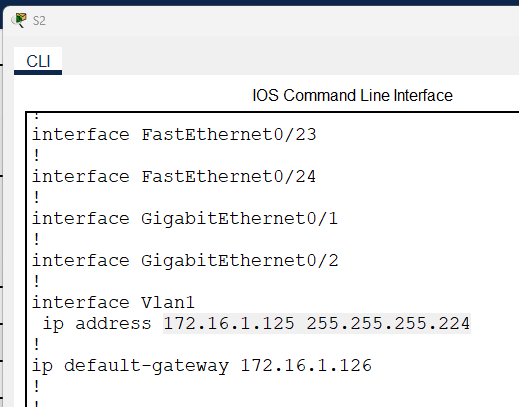 S2
CLI
IOS Command Line Interface
!
interface FastEthernet0/23
!
interface FastEthernet0/24
!
interface GigabitEthernet0/1
!
interface GigabitEthernet0/2
!
interface Vlan1
 ip address 172.16.1.125 255.255.255.224
!
ip default-gateway 172.16.1.126
!
!